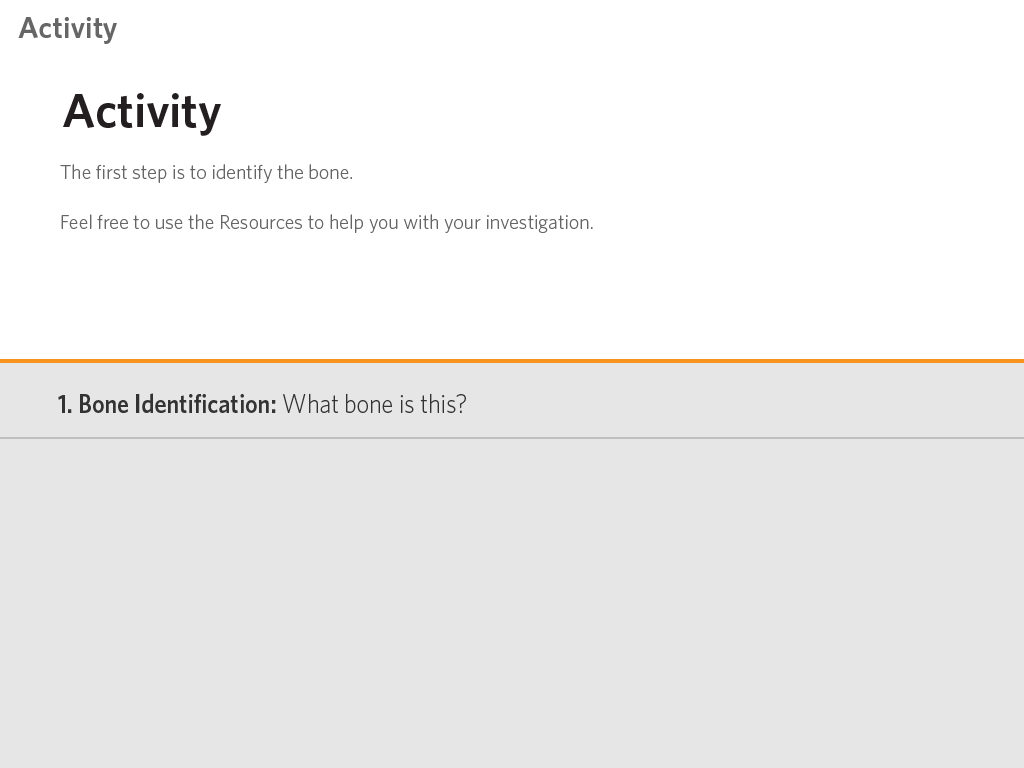 Activity
Activity
The first step is to identify the bone.
Feel free to use the Resources to help you with your investigation.
1. Bone Identification: What bone is this?